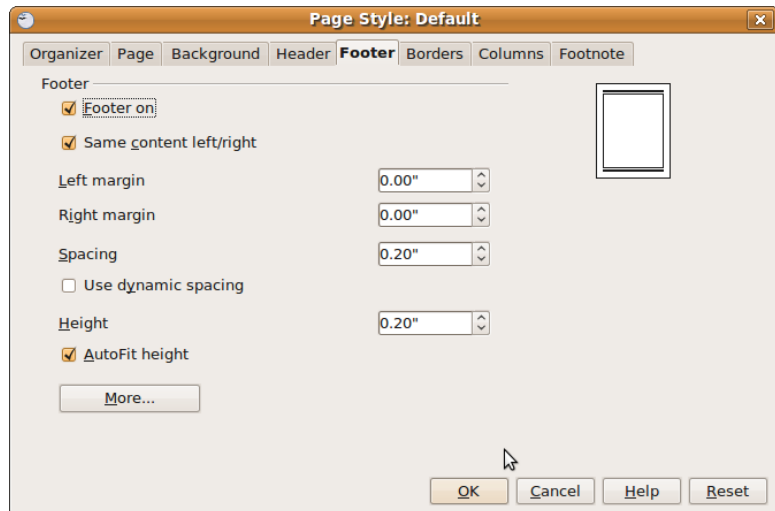 Page Style: Default
Organizer Page Background Header Footer Borders Columns Footnote
Footer
Footer on
Same content left/right
Left margin 0.00"
Right margin 0.00"
Spacing 0.20"
Use dynamic spacing
Height 0.20"
AutoFit height
More...
OK Cancel Help Reset